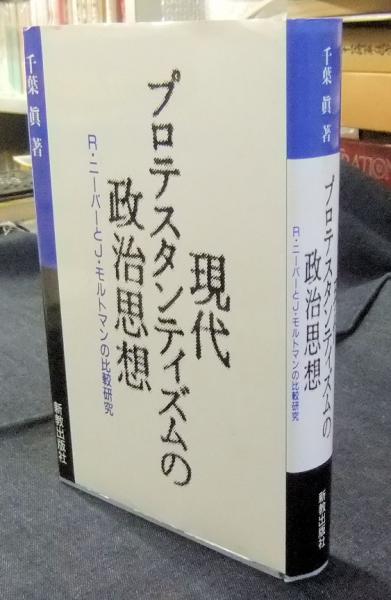 千葉眞著
現代
プロテスタンティズムの
政治思想
R・ニーバーとJ・モルトマンの比較研究
新教出版社
千葉眞著
プロテスタンティズムの
政治思想
R・ニーバーとJ・モルトマンの比較研究
新教出版社
RATIO